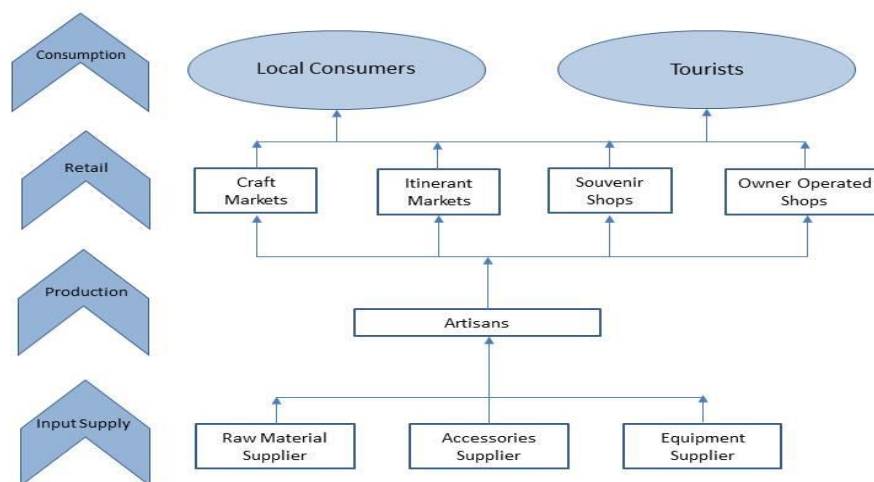 Consumption
Local Consumers
Tourists
Retail
Craft
Markets
Itinerant
Markets
Souvenir
Shops
Owner Operated
Shops
Production
Artisans
Input Supply
Raw Material
Supplier
Accessories
Supplier
Equipment
Supplier